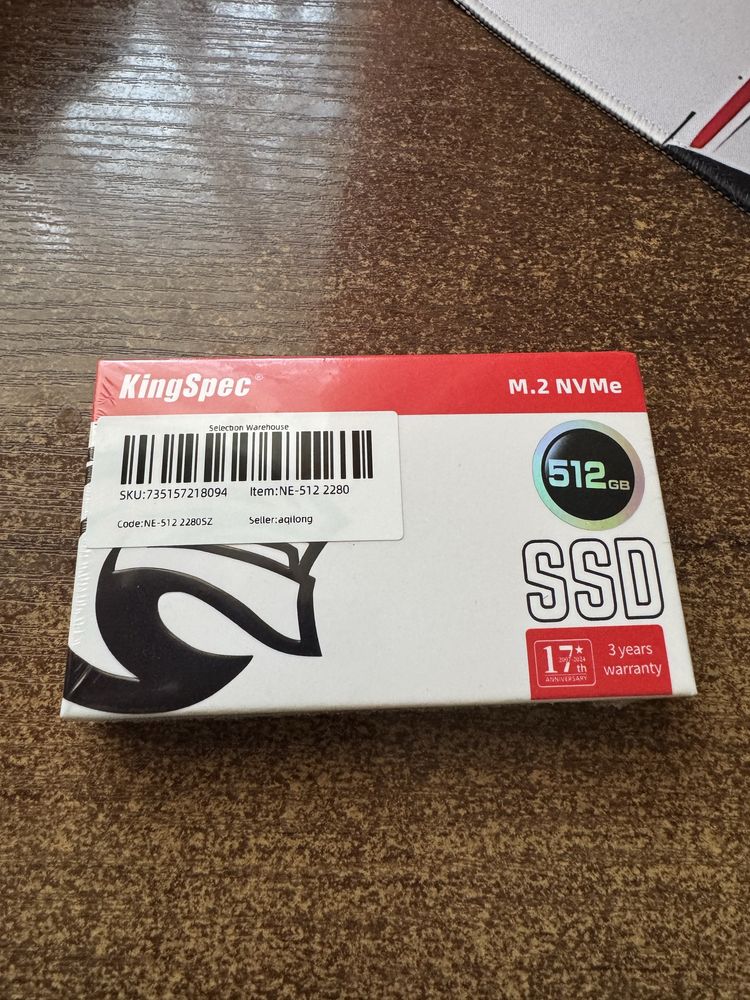 KingSpec®
M.2 NVMe
Selection Warehouse
SKU:735157218094 Item:NE-512 2280
Code:NE-512 2280SZ Seller:aqilong
512GB
SSD
17th
2007-2024
ANNIVERSARY
3 years
warranty